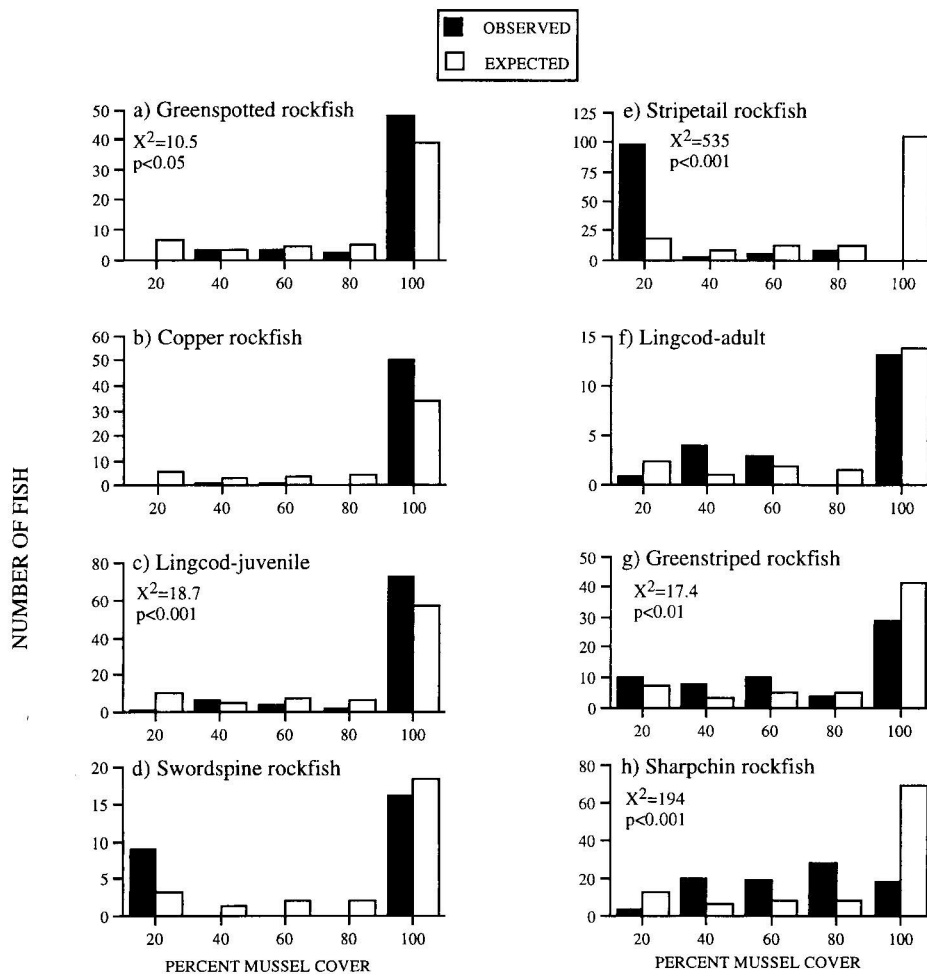 OBSERVED
EXPECTED
NUMBER OF FISH
a) Greenspotted rockfish
X²=10.5
p<0.05
50
40
30
20
10
0
20 40 60 80 100
b) Copper rockfish
60
50
40
30
20
10
0
20 40 60 80 100
c) Lingcod-juvenile
X²=18.7
p<0.001
80
60
40
20
0
20 40 60 80 100
d) Swordspine rockfish
20
15
10
5
0
20 40 60 80 100
PERCENT MUSSEL COVER
e) Stripetail rockfish
X²=535
p<0.001
125
100
75
50
25
0
20 40 60 80 100
f) Lingcod-adult
15
10
5
0
20 40 60 80 100
g) Greenstriped rockfish
X²=17.4
p<0.01
50
40
30
20
10
0
20 40 60 80 100
h) Sharpchin rockfish
X²=194
p<0.001
80
60
40
20
0
20 40 60 80 100
PERCENT MUSSEL COVER